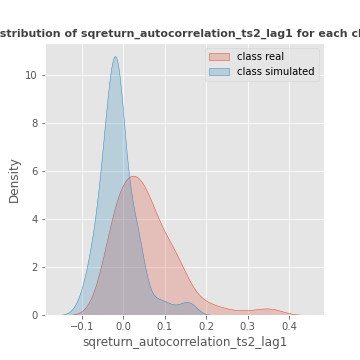 stribution of sqreturn_autocorrelation_ts2_lag1 for each cl
class real
class simulated
10
8
6
4
2
0
Density
−0.1 0.0 0.1 0.2 0.3 0.4
sqreturn_autocorrelation_ts2_lag1